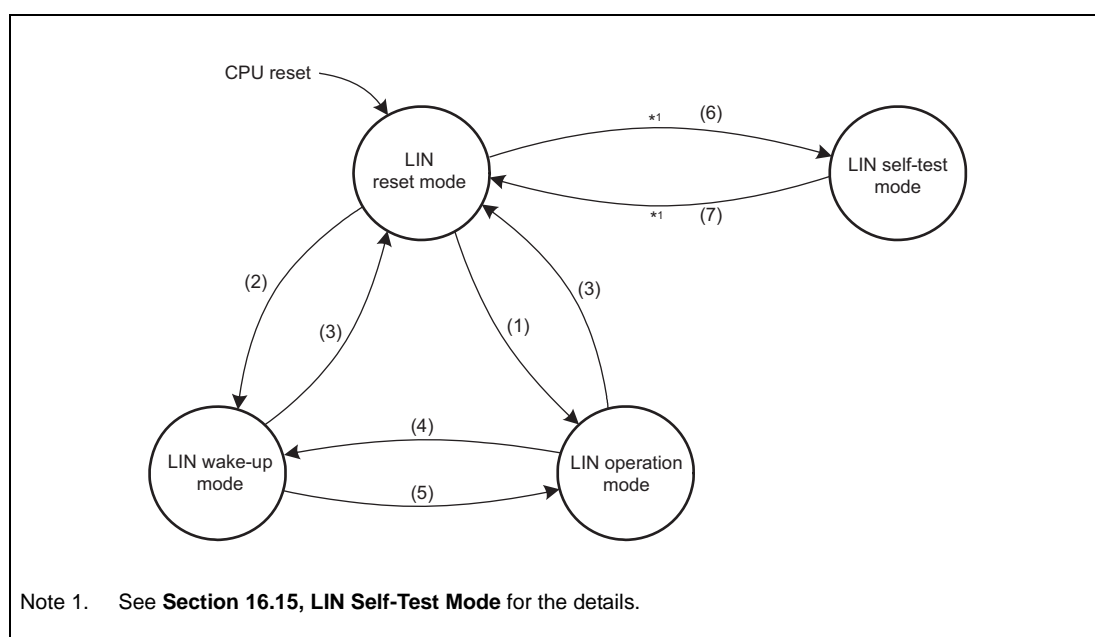 CPU reset
LIN
reset mode
*1 (6)
LIN self-test
mode
*1 (7)
(2)
(3)
(1)
(3)
LIN wake-up
mode
(4)
(5)
LIN operation
mode
Note 1. See Section 16.15, LIN Self-Test Mode for the details.